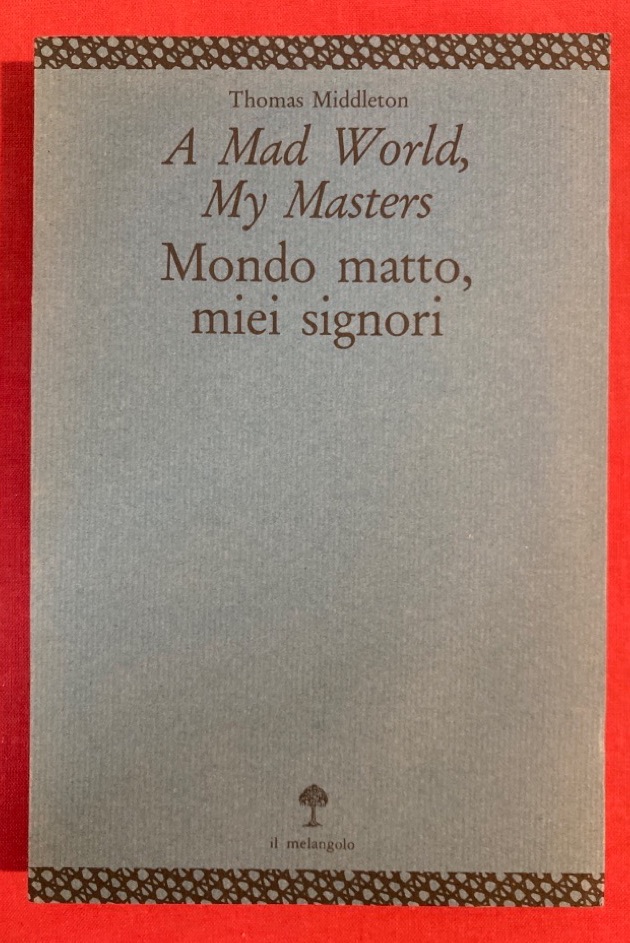 Thomas Middleton
A Mad World,
My Masters
Mondo matto,
miei signori
il melangolo